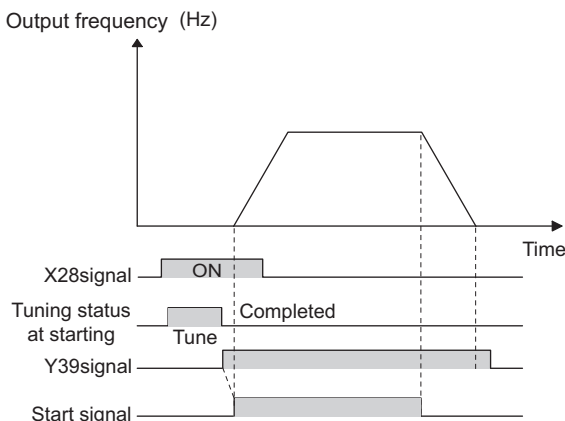 Output frequency (Hz)
Time
X28signal
ON
Tuning status
at starting
Tune
Completed
Y39signal
Start signal